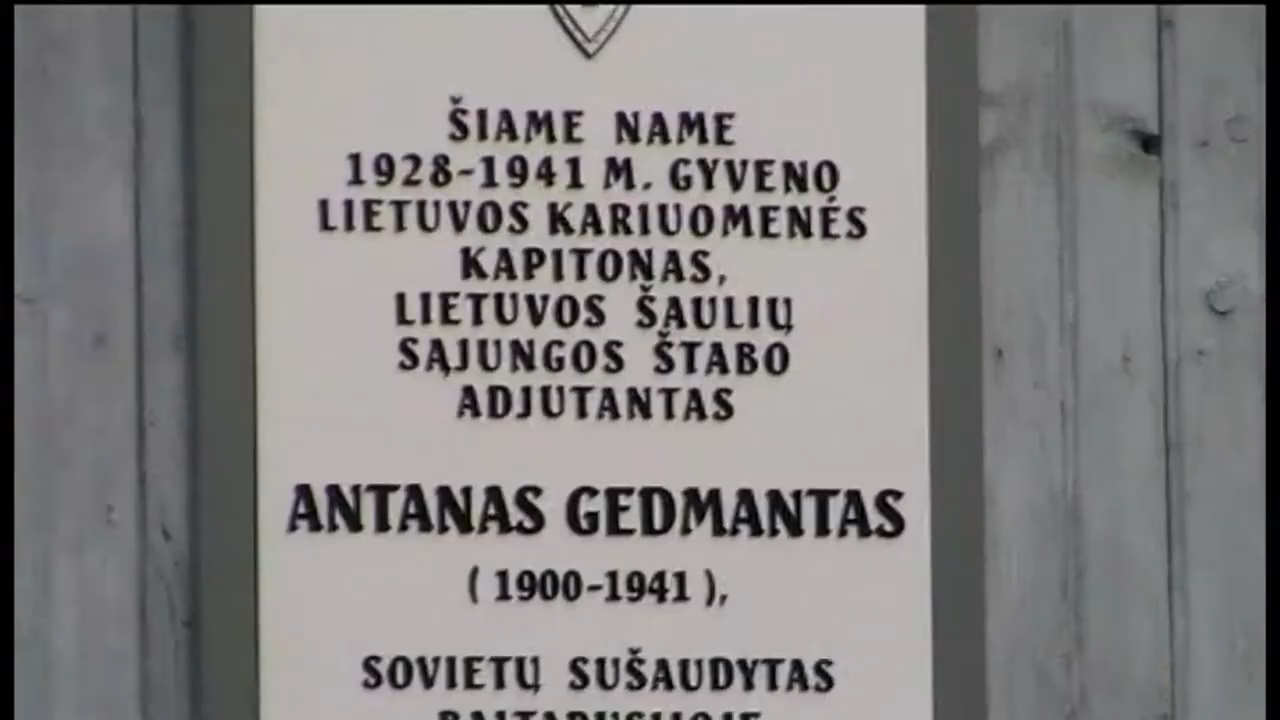 ŠIAME NAME
1928-1941 M. GYVENO
LIETUVOS KARIUOMENĖS
KAPITONAS,
LIETUVOS ŠAULIŲ
SĄJUNGOS ŠTABO
ADJUTANTAS
ANTANAS GEDMANTAS
( 1900-1941 ),
SOVIETŲ SUŠAUDYTAS